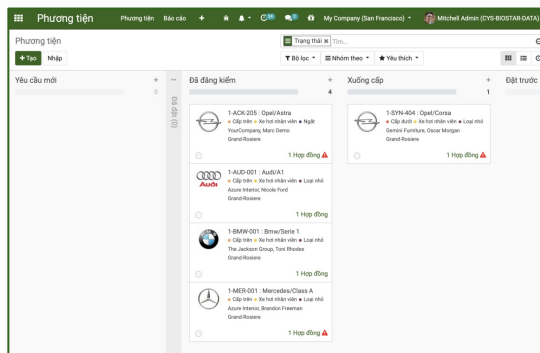 Phương tiện Phương tiện Báo cáo + My Company (San Francisco) Mitchell Admin (CYS-BIOSTAR-DATA)
Phương tiện
Trạng thái × Tìm...
+ Tạo Nhập
Bộ lọc Nhóm theo Yêu thích
Yêu cầu mới +
0
Đã đặt (0)
Đã đăng kiểm +
4
1-ACK-205 : Opel/Astra
Cấp trên Xe hơi nhân viên Ngắt
YourCompany, Marc Demo
Grand-Rosiere
1 Hợp đồng
Audi
1-AUD-001 : Audi/A1
Cấp trên Xe hơi nhân viên Loại nhỏ
Azure Interior, Nicole Ford
Grand-Rosiere
1 Hợp đồng
1-BMW-001 : Bmw/Serie 1
Cấp trên Xe hơi nhân viên Loại nhỏ
The Jackson Group, Toni Rhodes
Grand-Rosiere
1 Hợp đồng
1-MER-001 : Mercedes/Class A
Cấp trên Xe hơi nhân viên Loại nhỏ
Azure Interior, Brandon Freeman
Grand-Rosiere
1 Hợp đồng
Xuống cấp +
1
1-SYN-404 : Opel/Corsa
Cấp dưới Xe hơi nhân viên Loại nhỏ
Gemini Furniture, Oscar Morgan
Grand-Rosiere
1 Hợp đồng
Đặt trước